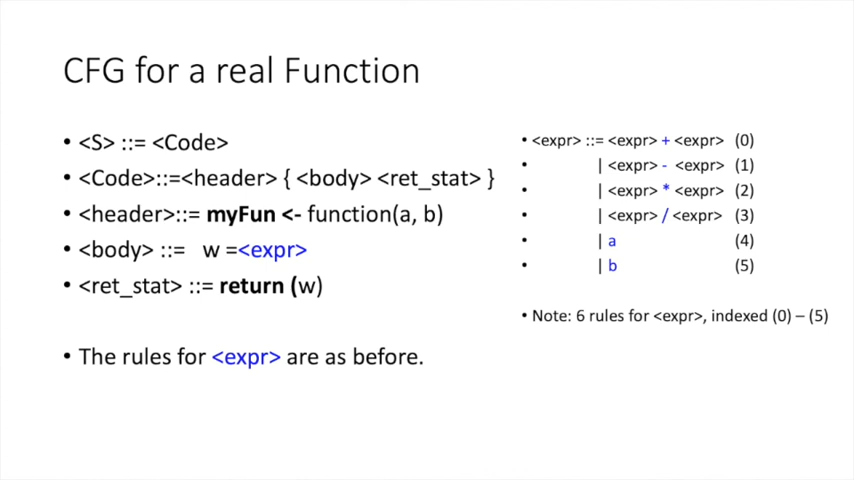 CFG for a real Function
• <S> ::= <Code>
• <Code>::=<header> { <body> <ret_stat> }
• <header>::= myFun <- function(a, b)
• <body> ::= w =<expr>
• <ret_stat> ::= return (w)
• The rules for <expr> are as before.
• <expr> ::= <expr> + <expr> (0)
• | <expr> - <expr> (1)
• | <expr> * <expr> (2)
• | <expr> / <expr> (3)
• | a (4)
• | b (5)
• Note: 6 rules for <expr>, indexed (0) – (5)